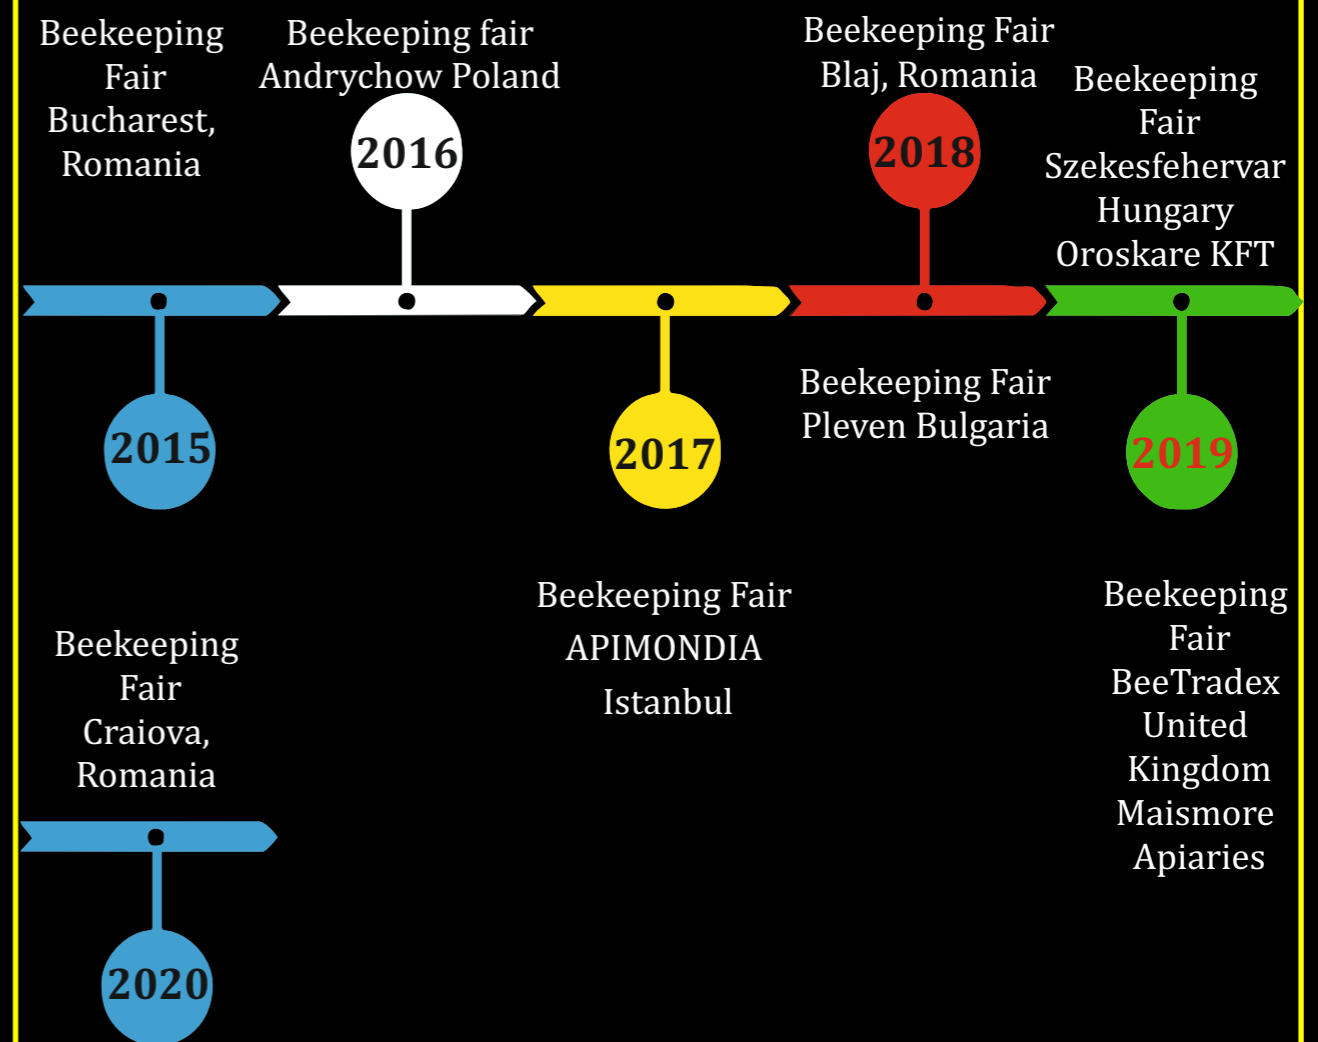 Beekeeping
Fair
Bucharest,
Romania
2015
Beekeeping fair
Andrychow Poland
2016
2017
Beekeeping Fair
APIMONDIA
Istanbul
Beekeeping Fair
Blaj, Romania
2018
Beekeeping Fair
Pleven Bulgaria
Beekeeping
Fair
Szekesfehervar
Hungary
Oroskare KFT
2019
Beekeeping
Fair
BeeTradex
United
Kingdom
Maismore
Apiaries
Beekeeping
Fair
Craiova,
Romania
2020